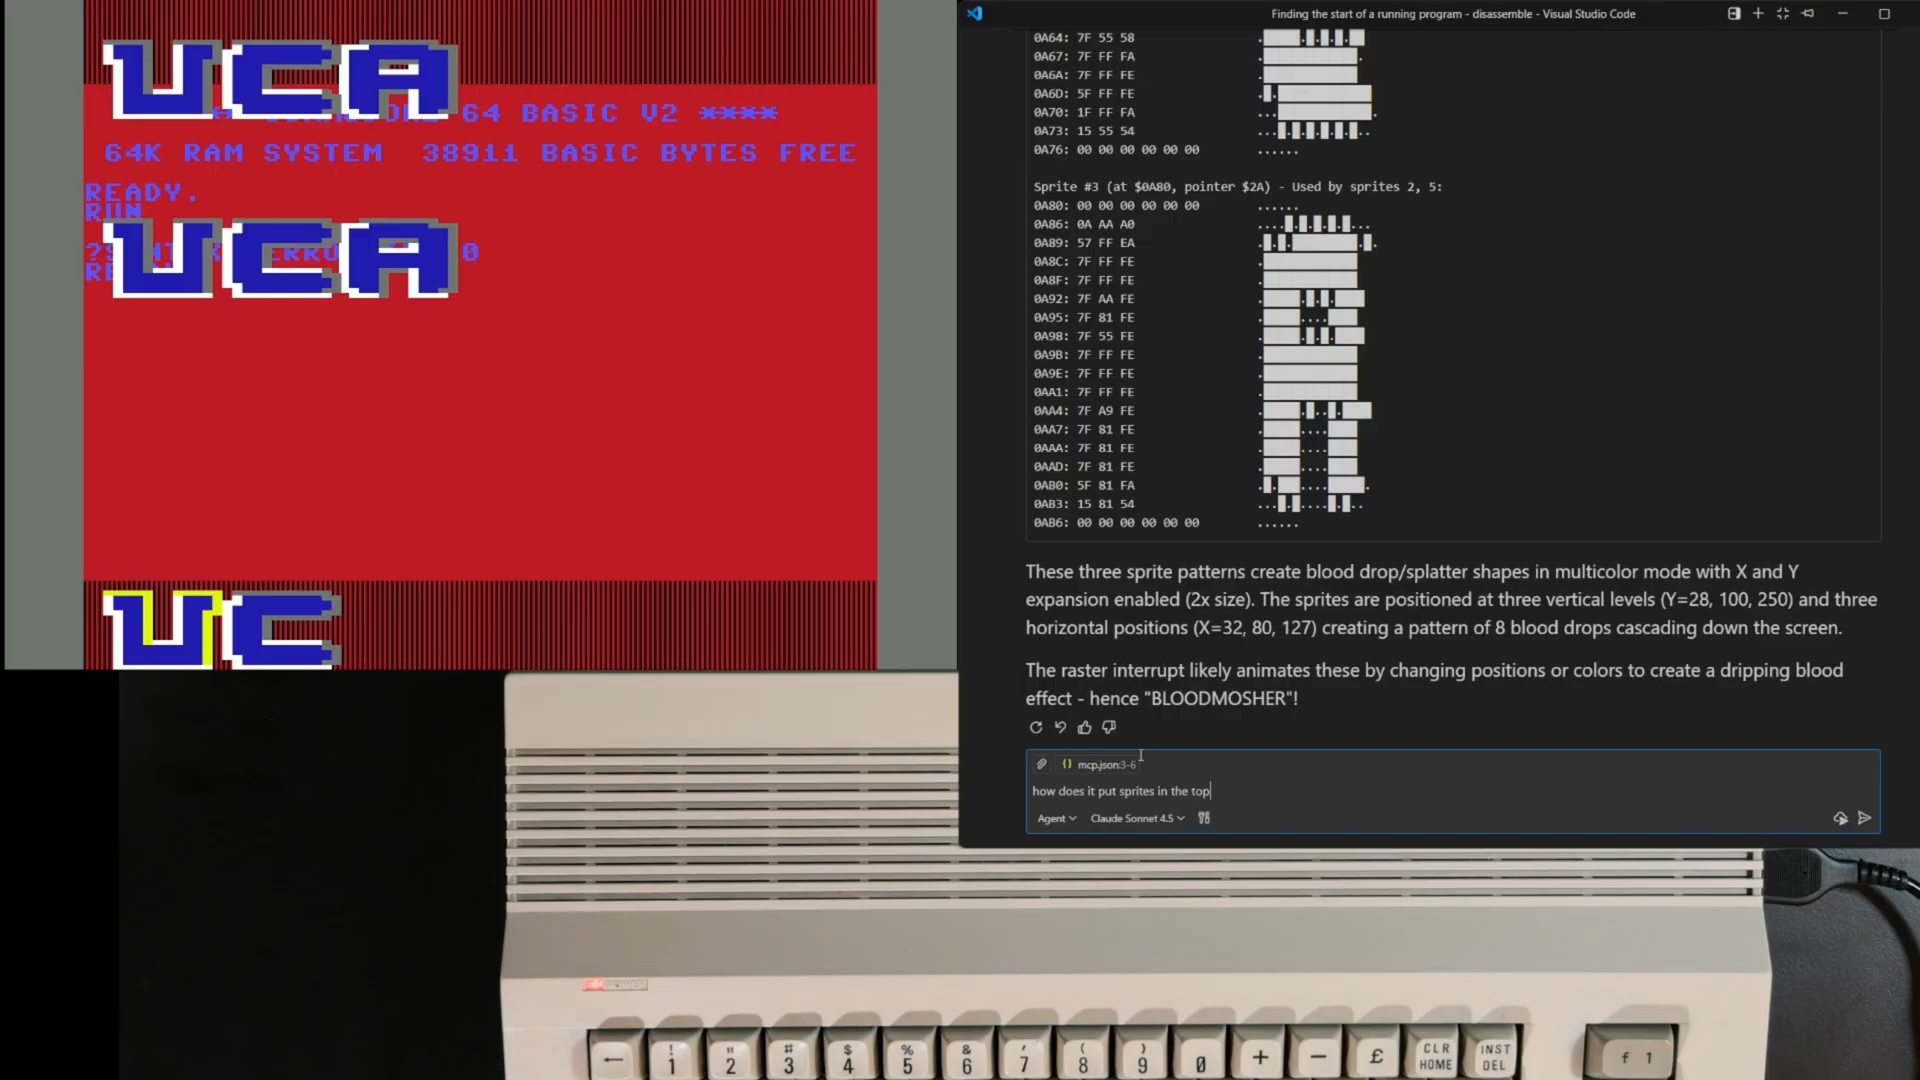 UCA
COMMODORE 64 BASIC V2 ****
64K RAM SYSTEM 38911 BASIC BYTES FREE
READY.
RUN
UCA
UC
Finding the start of a running program - disassemble - Visual Studio Code
0A64: 7F 55 58
0A67: 7F FF FA
0A6A: 7F FF FE
0A6D: 5F FF FE
0A70: 1F FF FA
0A73: 15 55 54
0A76: 00 00 00 00 00 00 ......
Sprite #3 (at $0A80, pointer $2A) - Used by sprites 2, 5:
0A80: 00 00 00 00 00 00 ......
0A86: 0A AA A0
0A89: 57 FF EA
0A8C: 7F FF FE
0A8F: 7F FF FE
0A92: 7F AA FE
0A95: 7F 81 FE
0A98: 7F 55 FE
0A9B: 7F FF FE
0A9E: 7F FF FE
0AA1: 7F FF FE
0AA4: 7F A9 FE
0AA7: 7F 81 FE
0AAA: 7F 81 FE
0AAD: 7F 81 FE
0AB0: 5F 81 FA
0AB3: 15 81 54
0AB6: 00 00 00 00 00 00 ......
These three sprite patterns create blood drop/splatter shapes in multicolor mode with X and Y
expansion enabled (2x size). The sprites are positioned at three vertical levels (Y=28, 100, 250) and three
horizontal positions (X=32, 80, 127) creating a pattern of 8 blood drops cascading down the screen.
The raster interrupt likely animates these by changing positions or colors to create a dripping blood
effect - hence "BLOODMOSHER"!
mcp.json:3-6
how does it put sprites in the top
Agent Claude Sonnet 4.5
POWER
← ! 1 " 2 # 3 $ 4 % 5 & 6 ' 7 ( 8 ) 9 0 + - £ CLR HOME INST DEL f 1